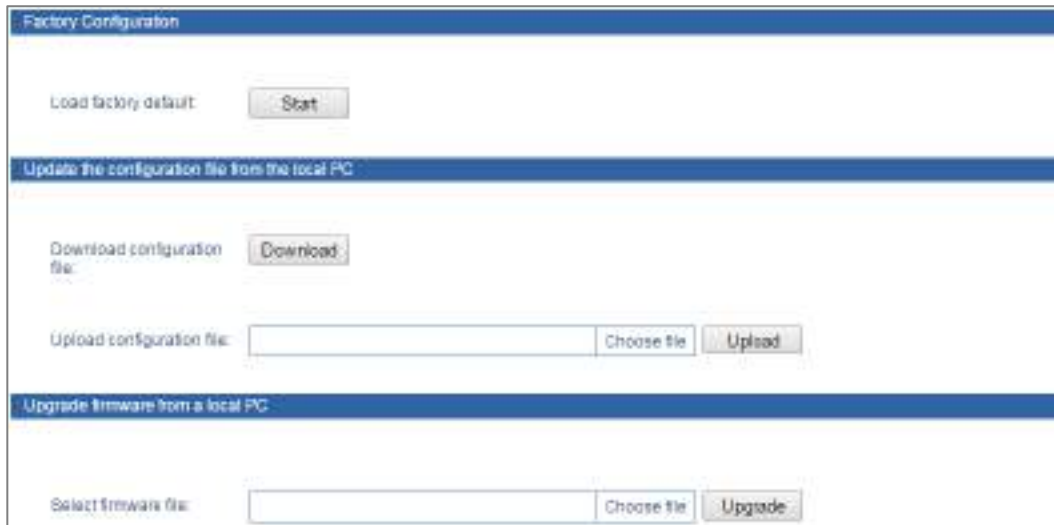 Factory Configuration
Load factory default: Start
Update the configuration file from the local PC
Download configuration Download
file:
Upload configuration file: Choose file Upload
Upgrade firmware from a local PC
Select firmware file: Choose file Upgrade